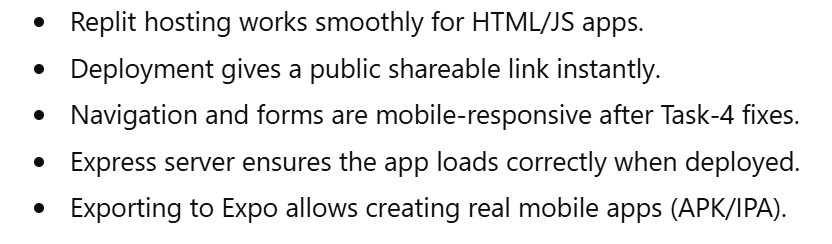 • Replit hosting works smoothly for HTML/JS apps.
• Deployment gives a public shareable link instantly.
• Navigation and forms are mobile-responsive after Task-4 fixes.
• Express server ensures the app loads correctly when deployed.
• Exporting to Expo allows creating real mobile apps (APK/IPA).